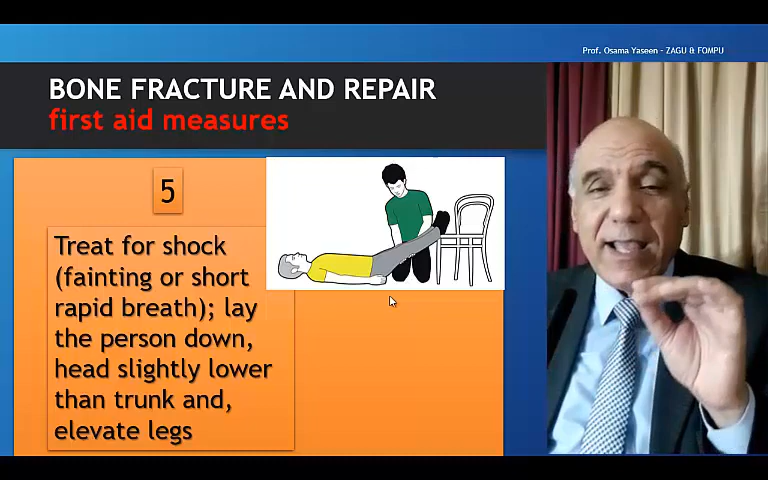 Prof. Osama Yaseen - ZAGU & FOMPU
BONE FRACTURE AND REPAIR
first aid measures
5
Treat for shock
(fainting or short
rapid breath); lay
the person down,
head slightly lower
than trunk and,
elevate legs